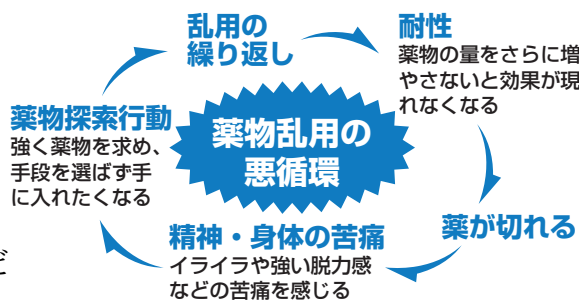 乱用の
繰り返し
耐性
薬物の量をさらに増
やさないと効果が現
れなくなる
薬が切れる
精神・身体の苦痛
イライラや強い脱力感
などの苦痛を感じる
薬物探索行動
強く薬物を求め、
手段を選ばず手
に入れたくなる
薬物乱用の
悪循環